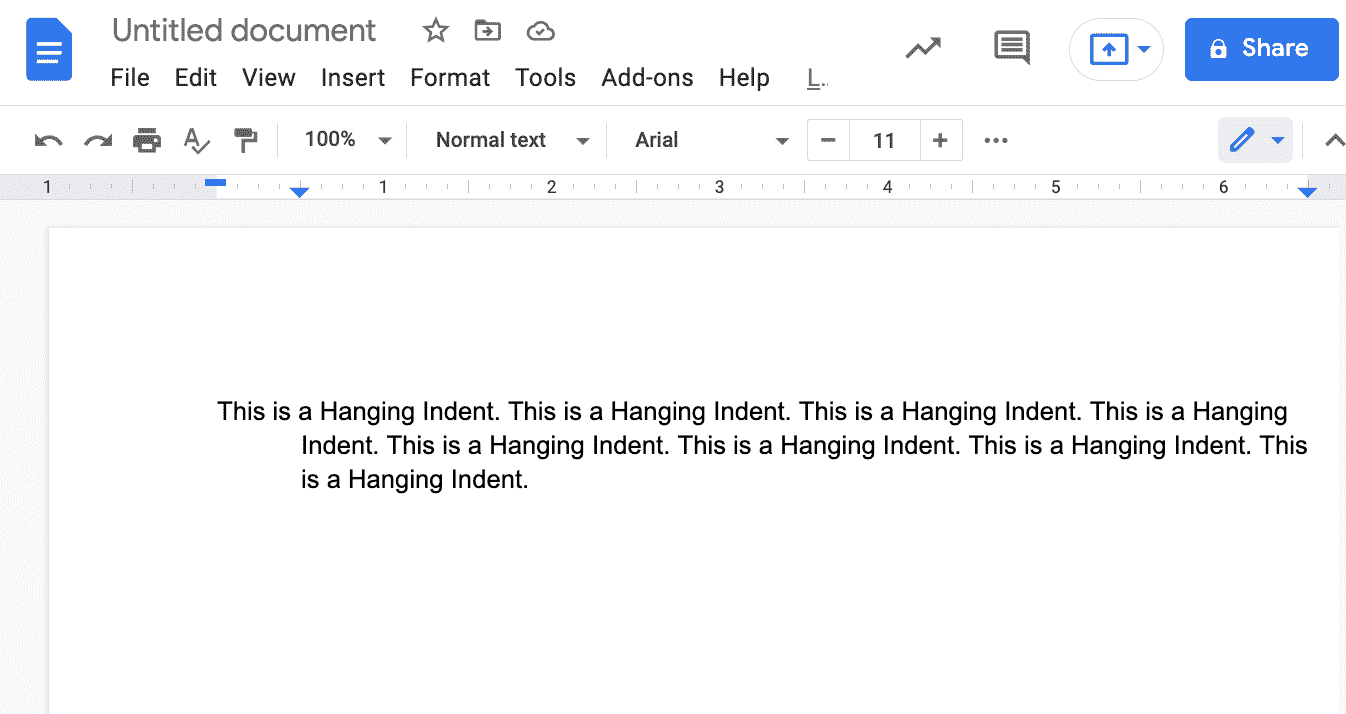 Untitled document
File Edit View Insert Format Tools Add-ons Help L..
Share
100% Normal text Arial 11
1 1 2 3 4 5 6
This is a Hanging Indent. This is a Hanging Indent. This is a Hanging Indent. This is a Hanging
Indent. This is a Hanging Indent. This is a Hanging Indent. This is a Hanging Indent. This
is a Hanging Indent.